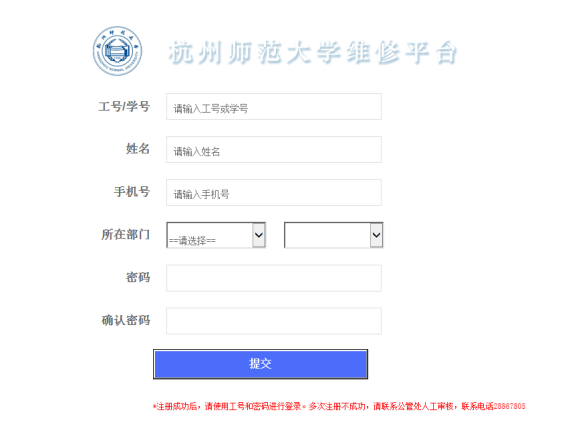 杭州师范大学维修平台
工号/学号 请输入工号或学号
姓名 请输入姓名
手机号 请输入手机号
所在部门 ==请选择==
密码
确认密码
提交
*注册成功后，请使用工号和密码进行登录。多次注册不成功，请联系公管处人工审核，联系电话28867805